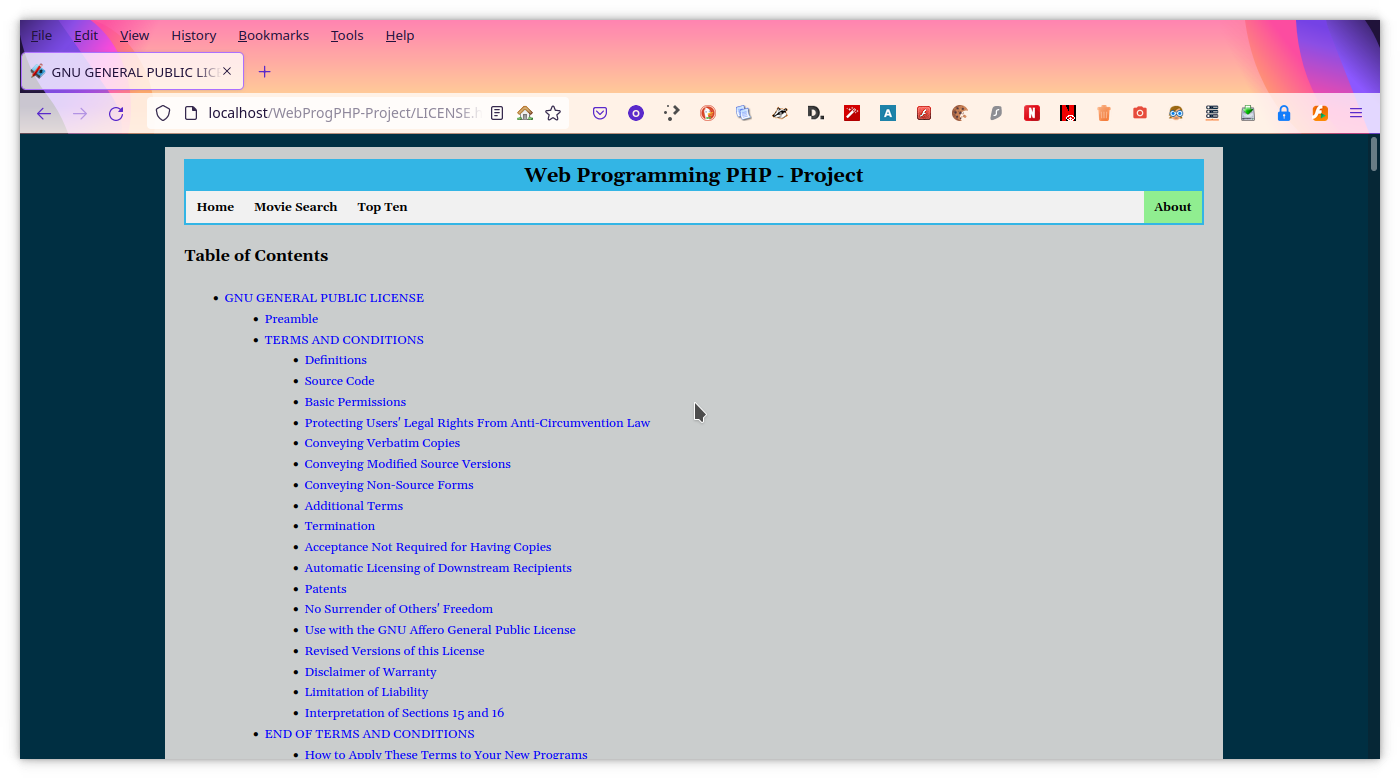 File Edit View History Bookmarks Tools Help
GNU GENERAL PUBLIC LICE
localhost/WebProgPHP-Project/LICENSE.h
Web Programming PHP - Project
Home Movie Search Top Ten About
Table of Contents
GNU GENERAL PUBLIC LICENSE
Preamble
TERMS AND CONDITIONS
Definitions
Source Code
Basic Permissions
Protecting Users’ Legal Rights From Anti-Circumvention Law
Conveying Verbatim Copies
Conveying Modified Source Versions
Conveying Non-Source Forms
Additional Terms
Termination
Acceptance Not Required for Having Copies
Automatic Licensing of Downstream Recipients
Patents
No Surrender of Others’ Freedom
Use with the GNU Affero General Public License
Revised Versions of this License
Disclaimer of Warranty
Limitation of Liability
Interpretation of Sections 15 and 16
END OF TERMS AND CONDITIONS
How to Apply These Terms to Your New Programs